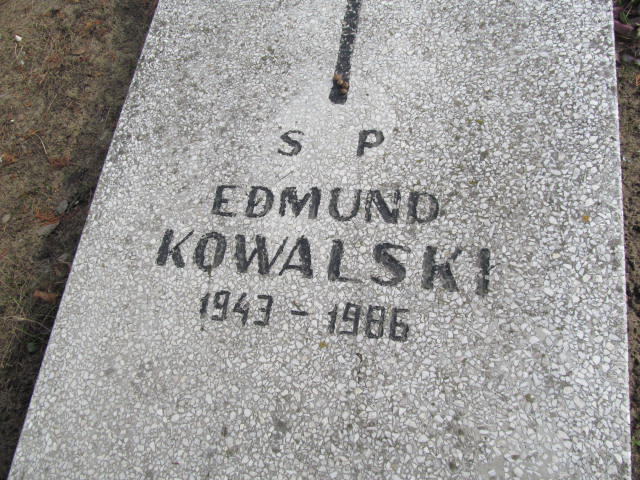 S P
EDMUND
KOWALSKI
1943 - 1986